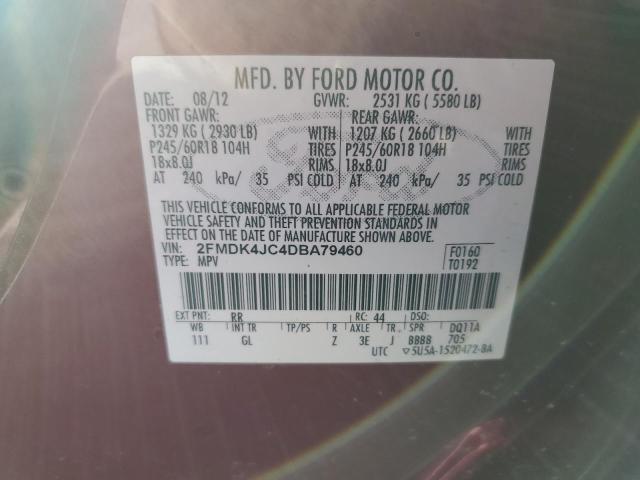 MFD. BY FORD MOTOR CO.
DATE: 08/12 GVWR: 2531 KG ( 5580 LB)
FRONT GAWR: REAR GAWR:
1329 KG ( 2930 LB) WITH 1207 KG ( 2660 LB) WITH
P245/60R18 104H TIRES P245/60R18 104H TIRES
18x8.0J RIMS 18x8.0J RIMS
AT 240 kPa/ 35 PSI COLD AT 240 kPa/ 35 PSI COLD
THIS VEHICLE CONFORMS TO ALL APPLICABLE FEDERAL MOTOR
VEHICLE SAFETY AND THEFT PREVENTION STANDARDS IN
EFFECT ON THE DATE OF MANUFACTURE SHOWN ABOVE.
VIN: 2FMDK4JC4DBA79460 F0160
TYPE: MPV T0192
EXT PNT: RR RC: 44 DSO:
WB INT TR TP/PS R AXLE TR SPR DQ11A
111 GL Z 3E J BBBB 705
UTC 5U5A-1520472-BA